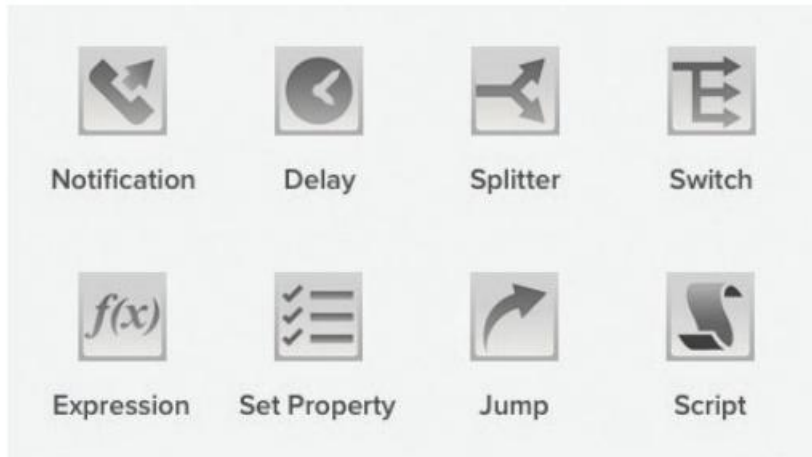 Notification Delay Splitter Switch
f(x)
Expression Set Property Jump Script